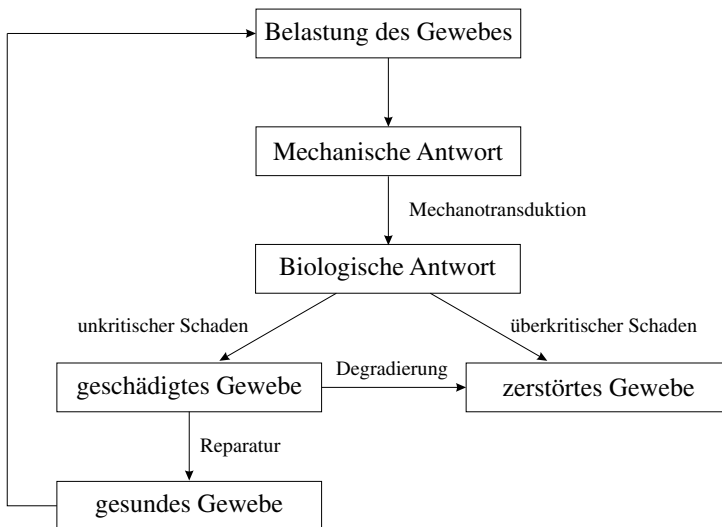 Belastung des Gewebes
Mechanische Antwort
Mechanotransduktion
Biologische Antwort
unkritischer Schaden
überkritischer Schaden
geschädigtes Gewebe
Degradierung
zerstörtes Gewebe
Reparatur
gesundes Gewebe